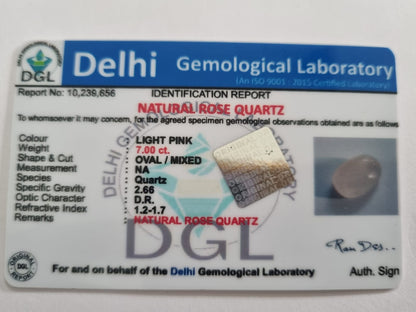 DGL
Delhi Gemological Laboratory
(An ISO 9001 : 2015 Certified Laboratory)
Report No: 10,239,656
IDENTIFICATION REPORT
NATURAL ROSE QUARTZ
To whomsoever it may concern, for the agreed specimen gemological observations obtained are as follows
Colour LIGHT PINK
Weight 7.00 ct.
Shape & Cut OVAL / MIXED
Measurement NA
Species Quartz
Specific Gravity 2.66
Optic Character D.R.
Refractive Index 1.2-1.7
Remarks NATURAL ROSE QUARTZ
DGL
ORIGINAL
DGL
REPORT
For and on behalf of the Delhi Gemological Laboratory
Auth. Sign